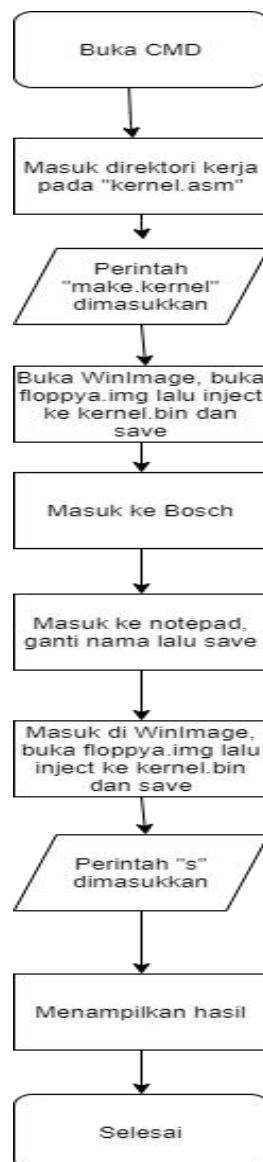 Buka CMD
Masuk direktori kerja
pada "kernel.asm"
Perintah
"make.kernel"
dimasukkan
Buka WinImage, buka
floppya.img lalu inject
ke kernel.bin dan
save
Masuk ke Bosch
Masuk ke notepad,
ganti nama lalu save
Masuk di WinImage,
buka floppya.img lalu
inject ke kernel.bin
dan save
Perintah "s"
dimasukkan
Menampilkan hasil
Selesai